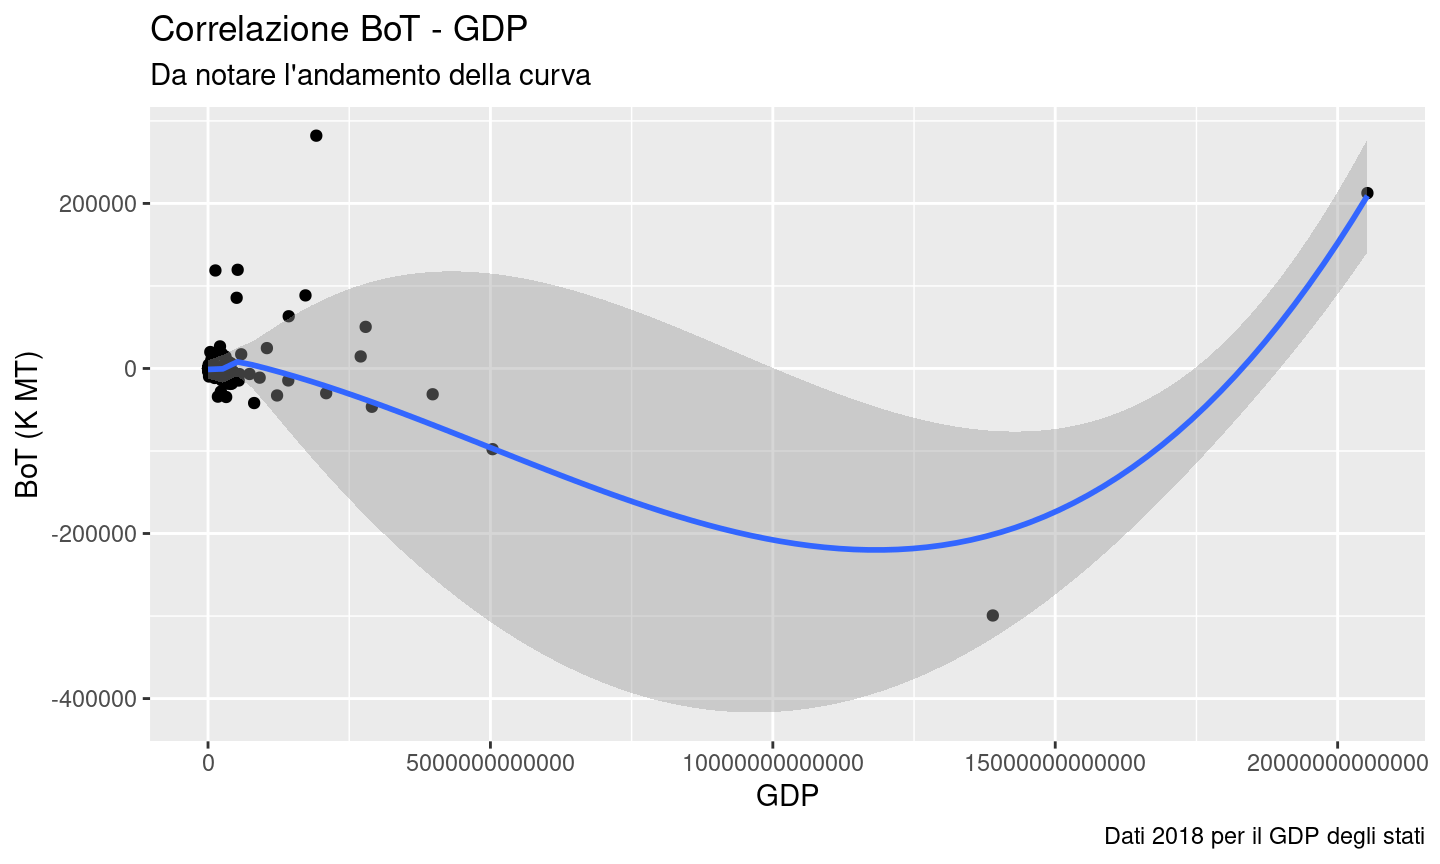 Correlazione BoT - GDP
Da notare l'andamento della curva
BoT (K MT)
200000
0
-200000
-400000
0
5000000000000
10000000000000
15000000000000
20000000000000
GDP
Dati 2018 per il GDP degli stati